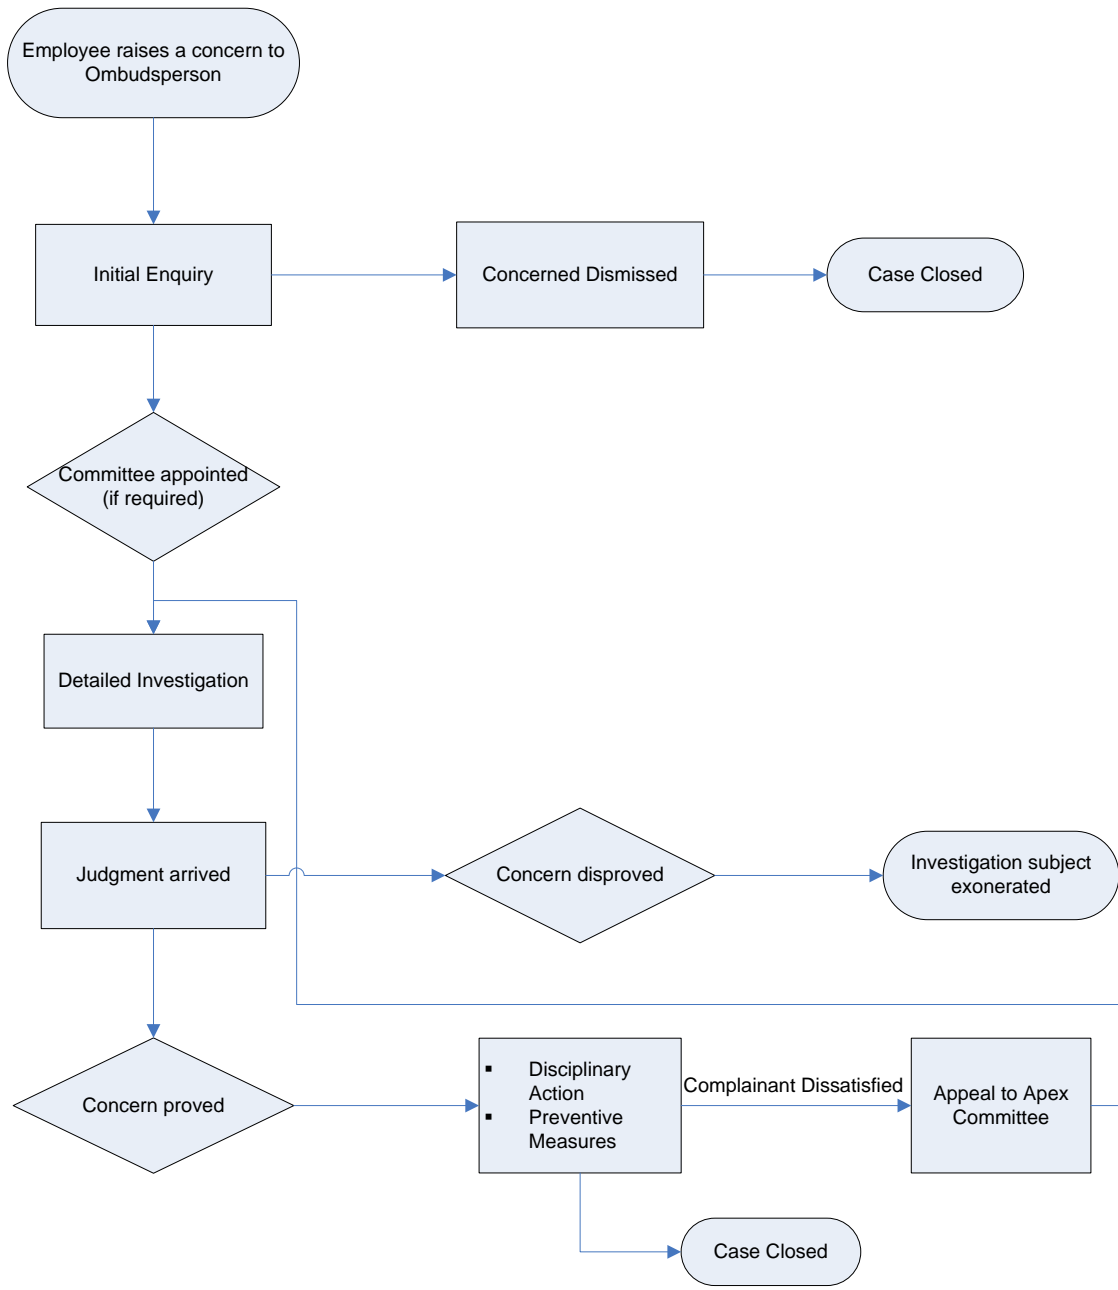 Employee raises a concern to
Ombudsperson
Initial Enquiry
Concerned Dismissed
Case Closed
Committee appointed
(if required)
Detailed Investigation
Judgment arrived
Concern disproved
Investigation subject
exonerated
Concern proved
▪ Disciplinary
Action
▪ Preventive
Measures
Complainant Dissatisfied
Appeal to Apex
Committee
Case Closed